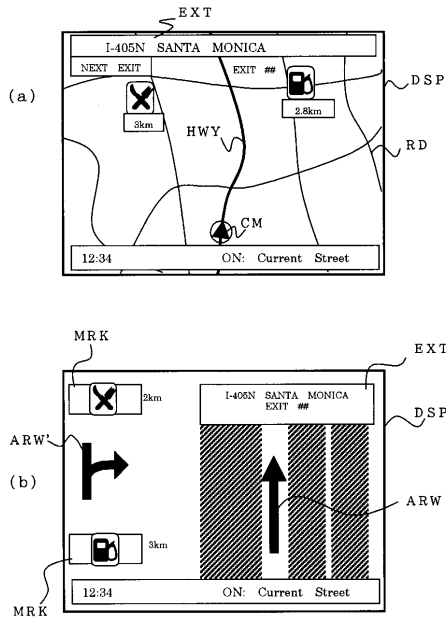 EXT
I-405N SANTA MONICA
NEXT EXIT EXIT ##
DSP
(a)
3km 2.8km
HWY
RD
CM
12:34 ON: Current Street
MRK
EXT
I-405N SANTA MONICA
EXIT ##
2km
DSP
ARW'
(b)
ARW
3km
12:34 ON: Current Street
MRK